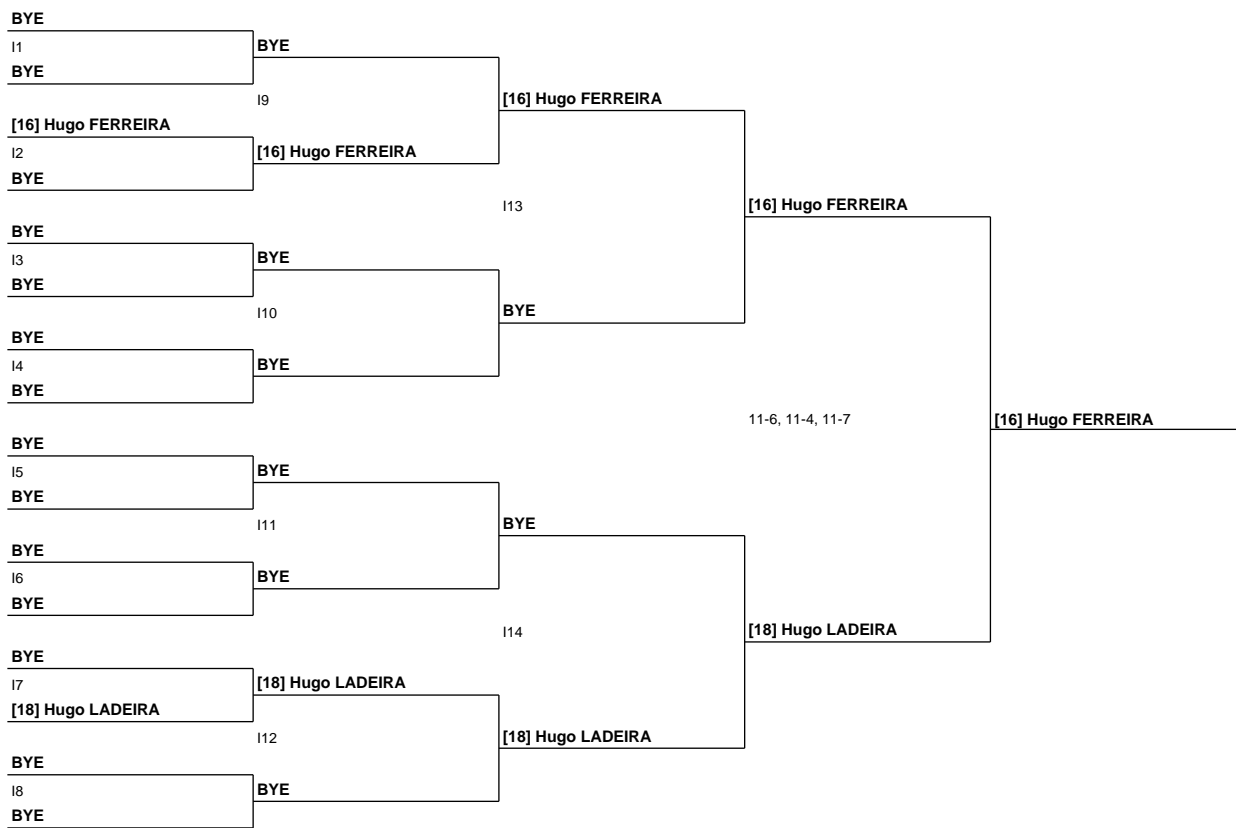 BYE
I1
BYE
BYE
I9
[16] Hugo FERREIRA
[16] Hugo FERREIRA
I2
[16] Hugo FERREIRA
BYE
I13
[16] Hugo FERREIRA
BYE
I3
BYE
BYE
I10
BYE
BYE
I4
BYE
BYE
11-6, 11-4, 11-7
[16] Hugo FERREIRA
BYE
I5
BYE
BYE
I11
BYE
BYE
I6
BYE
BYE
I14
[18] Hugo LADEIRA
BYE
I7
[18] Hugo LADEIRA
[18] Hugo LADEIRA
I12
[18] Hugo LADEIRA
BYE
I8
BYE
BYE